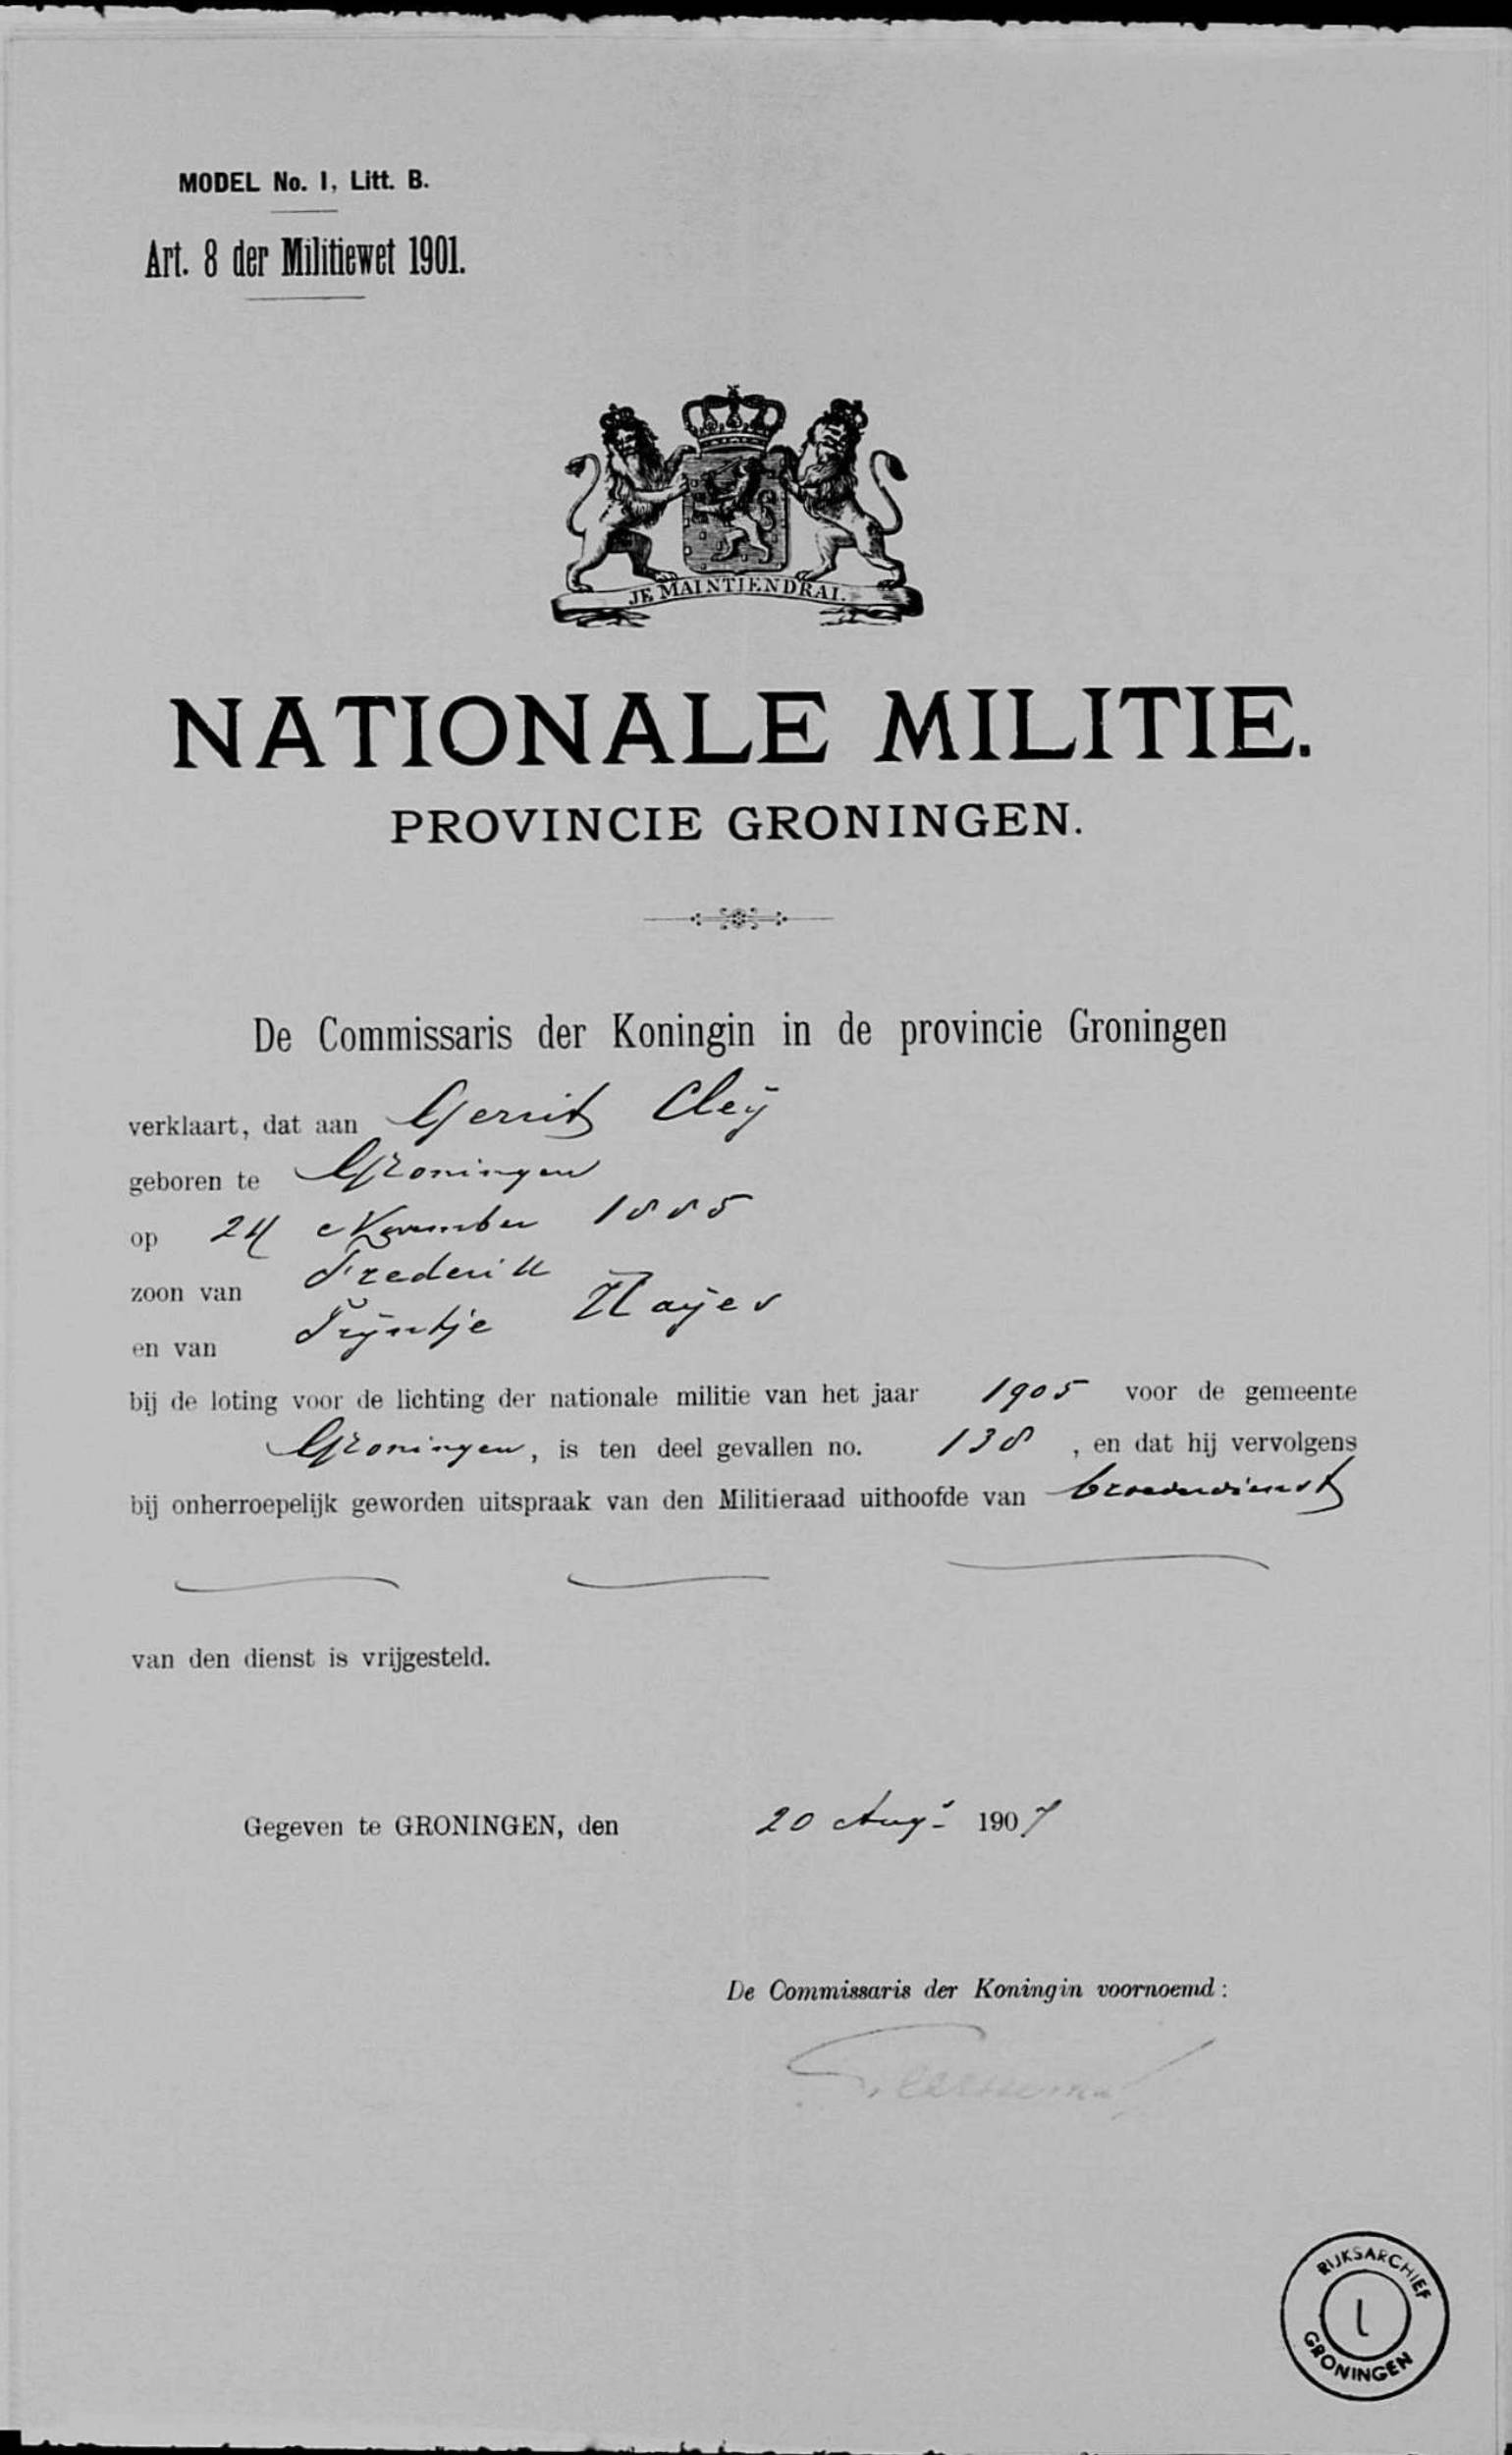 MODEL No. 1, Litt. B.
Art. 8 der Militiewet 1901.
JE MAINTIENDRAI.
NATIONALE MILITIE.
PROVINCIE GRONINGEN.
De Commissaris der Koningin in de provincie Groningen
verklaart, dat aan Gerrit Cleÿ
geboren te Groningen
op 24 November 1885
zoon van Frederik
en van Trijntje Hayes
bij de loting voor de lichting der nationale militie van het jaar 1905 voor de gemeente
Groningen, is ten deel gevallen no. 138, en dat hij vervolgens
bij onherroepelijk geworden uitspraak van den Militieraad uithoofde van broederdienst
van den dienst is vrijgesteld.
Gegeven te GRONINGEN, den 20 Augs 1907
De Commissaris der Koningin voornoemd:
RIJKSARCHIEF
GRONINGEN